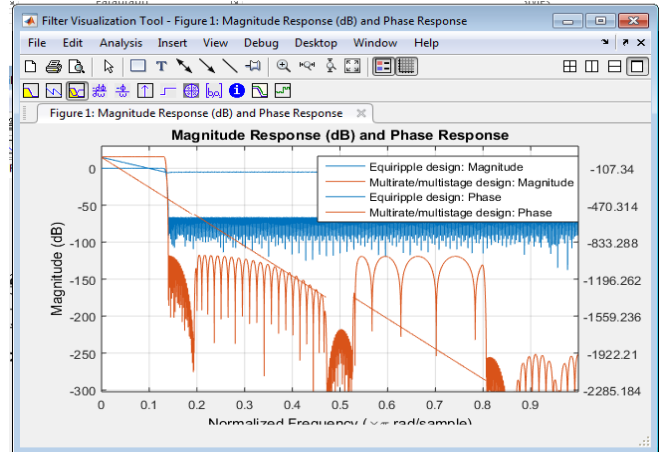 Filter Visualization Tool - Figure 1: Magnitude Response (dB) and Phase Response
File Edit Analysis Insert View Debug Desktop Window Help
Figure 1: Magnitude Response (dB) and Phase Response
Magnitude Response (dB) and Phase Response
Equiripple design: Magnitude
Multirate/multistage design: Magnitude
Equiripple design: Phase
Multirate/multistage design: Phase
Magnitude (dB)
0
-50
-100
-150
-200
-250
-300
-107.34
-470.314
-833.288
-1196.262
-1559.236
-1922.21
-2285.184
0 0.1 0.2 0.3 0.4 0.5 0.6 0.7 0.8 0.9
Normalized Frequency (×π rad/sample)